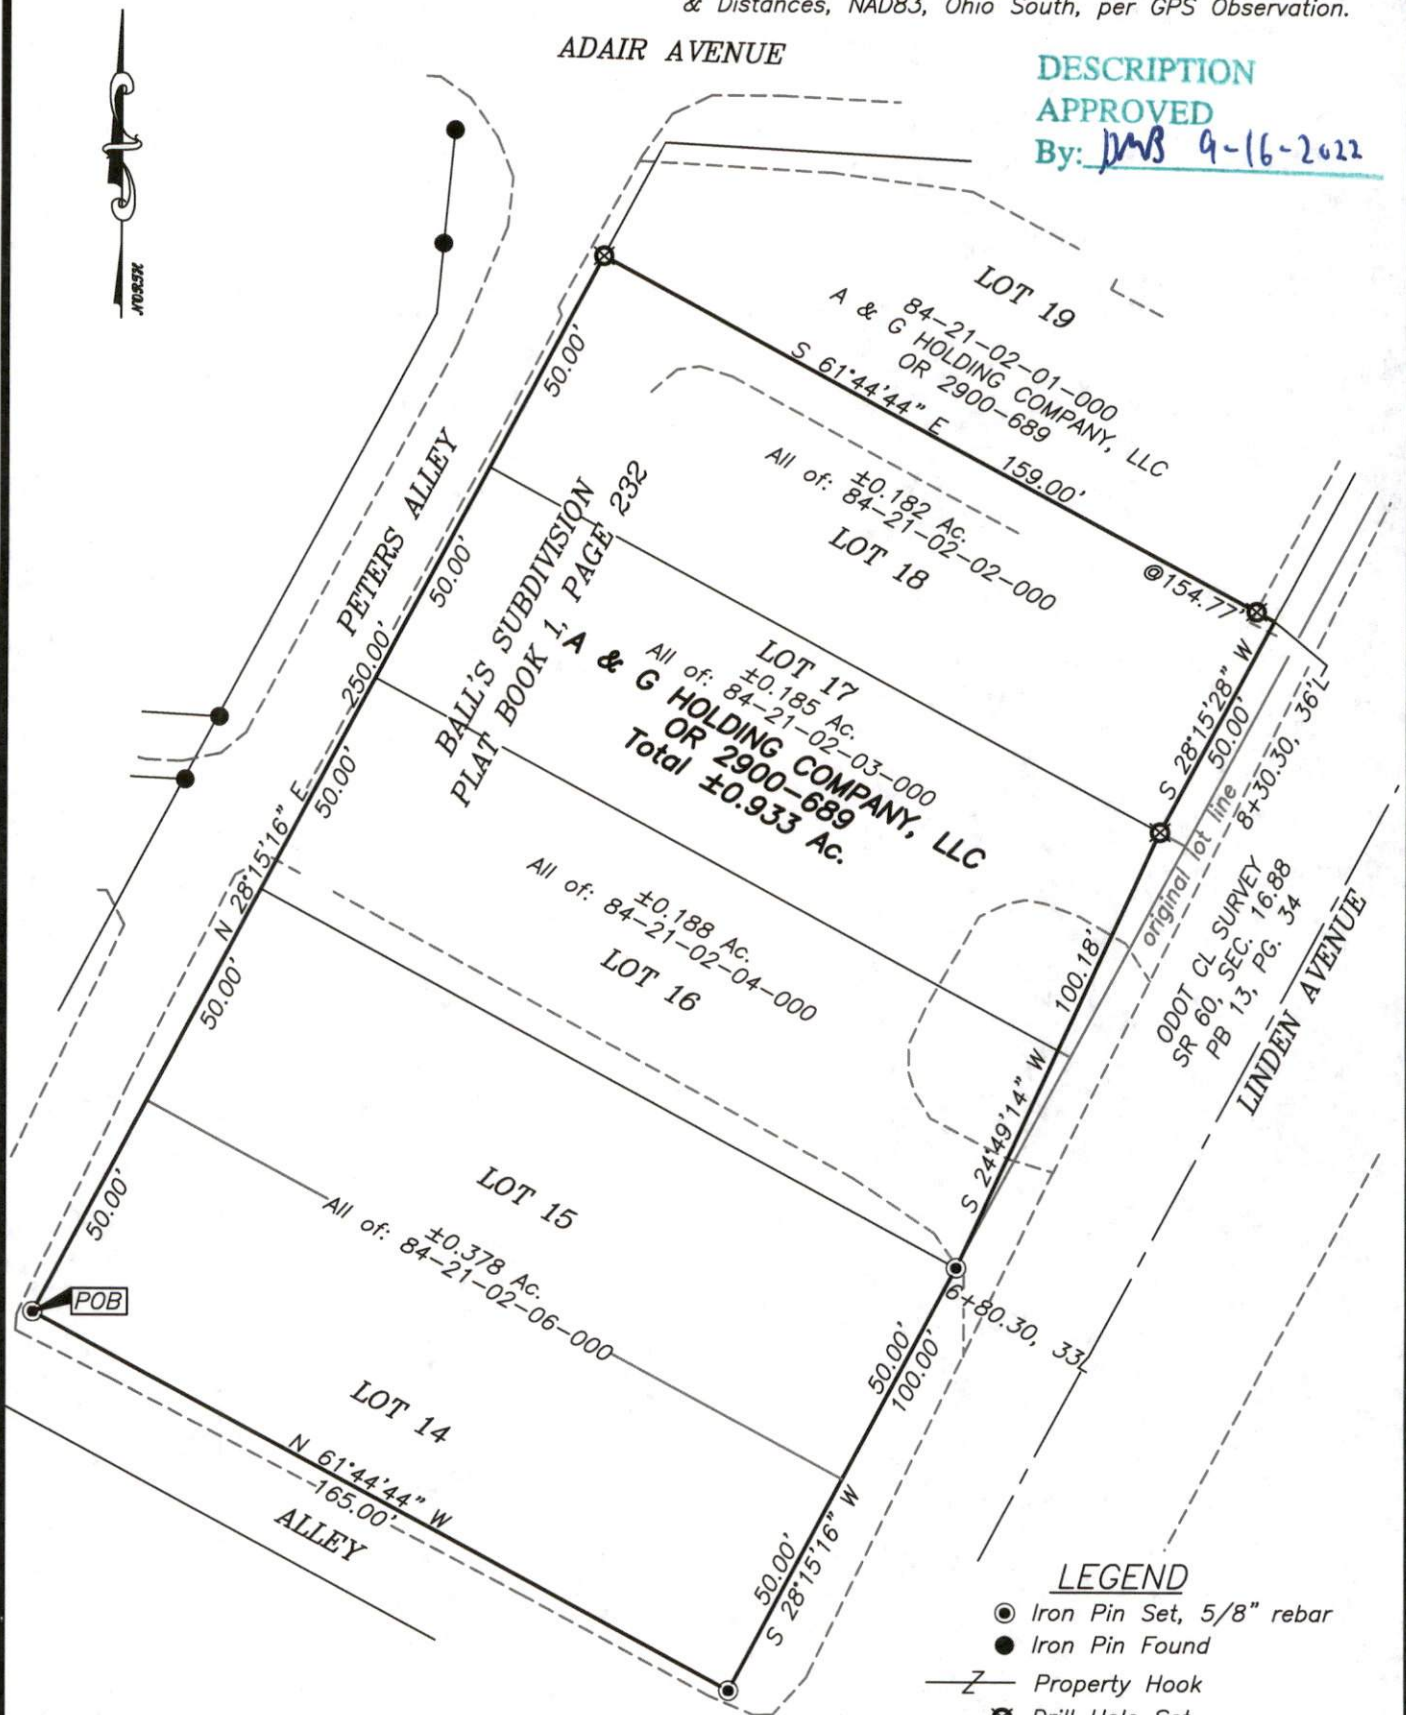 & Distances, NAD83, Ohio South, per GPS Observation.
ADAIR AVENUE
DESCRIPTION
APPROVED
By: DMB 9-16-2022
NORTH
LOT 19
84-21-02-01-000
A & G HOLDING COMPANY, LLC
OR 2900-689
S 61°44'44" E
159.00'
@154.77'
50.00'
±0.182 Ac.
All of: 84-21-02-02-000
LOT 18
PETERS ALLEY
50.00'
BALL'S SUBDIVISION
PLAT BOOK 1, PAGE 232
LOT 17
±0.185 Ac.
All of: 84-21-02-03-000
A & G HOLDING COMPANY, LLC
OR 2900-689
Total ±0.933 Ac.
S 28°15'28" W
50.00'
8+30.30, 36'L
original lot line
250.00'
50.00'
N 28°15'16" E
±0.188 Ac.
All of: 84-21-02-04-000
LOT 16
100.18'
S 24°49'14" W
ODOT CL SURVEY
SR 60, SEC. 16.88
PB 13, PG. 34
LINDEN AVENUE
50.00'
LOT 15
50.00'
±0.378 Ac.
All of: 84-21-02-06-000
6+80.30, 33L
POB
50.00'
100.00'
LOT 14
N 61°44'44" W
165.00'
ALLEY
50.00'
S 28°15'16" W
LEGEND
Iron Pin Set, 5/8" rebar
Iron Pin Found
Z Property Hook
Drill Hole Set